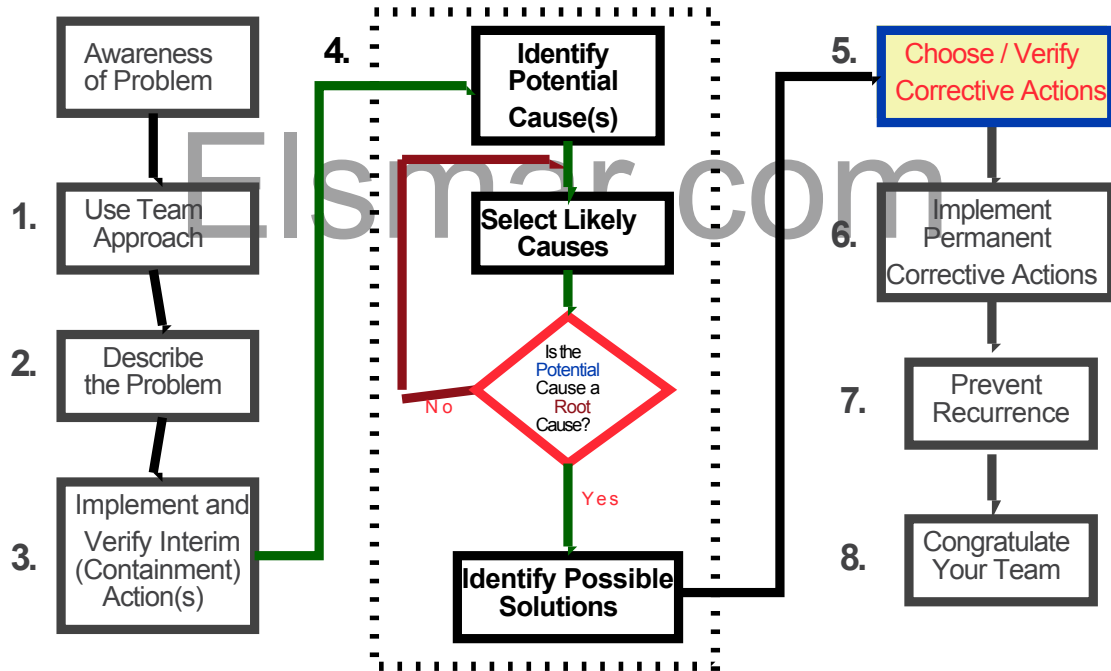 Awareness
of Problem
1.
Use Team
Approach
2.
Describe
the Problem
3.
Implement and
Verify Interim
(Containment)
Action(s)
4.
Identify
Potential
Cause(s)
Select Likely
Causes
Is the
Potential
Cause a
Root
Cause?
No
Yes
Identify Possible
Solutions
5.
Choose / Verify
Corrective Actions
6.
Implement
Permanent
Corrective Actions
7.
Prevent
Recurrence
8.
Congratulate
Your Team
Elsmar.com